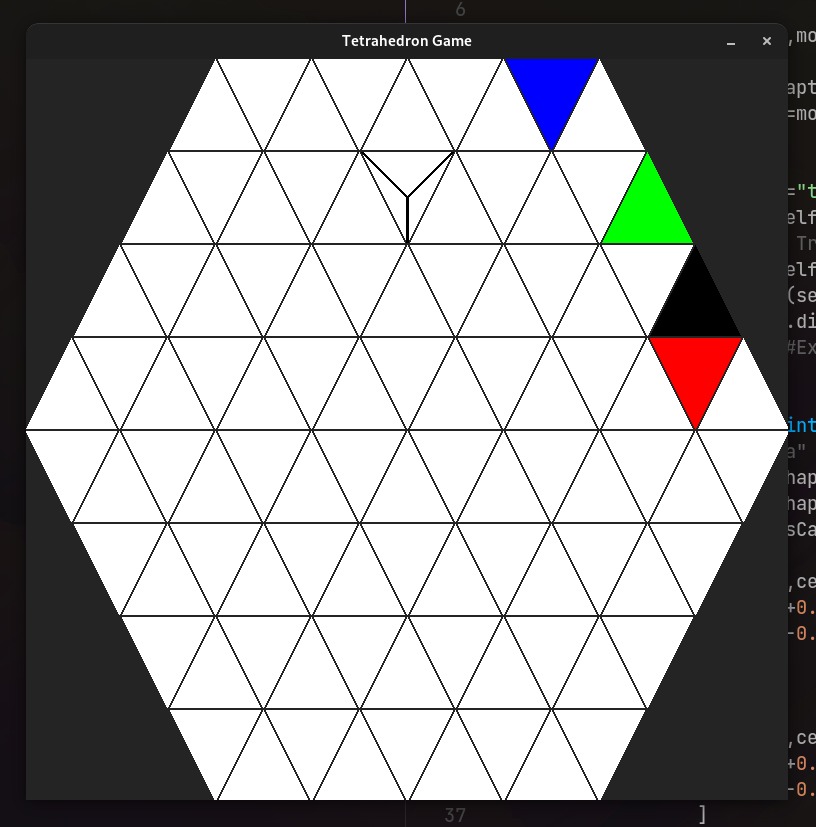 6
Tetrahedron Game
,mo
apt
=mo
="t
elf
Tr
elf
(se
.di
#Ex
int
a"
hap
hap
sCa
,ce
+0.
-0.
,ce
+0.
-0.
37
]